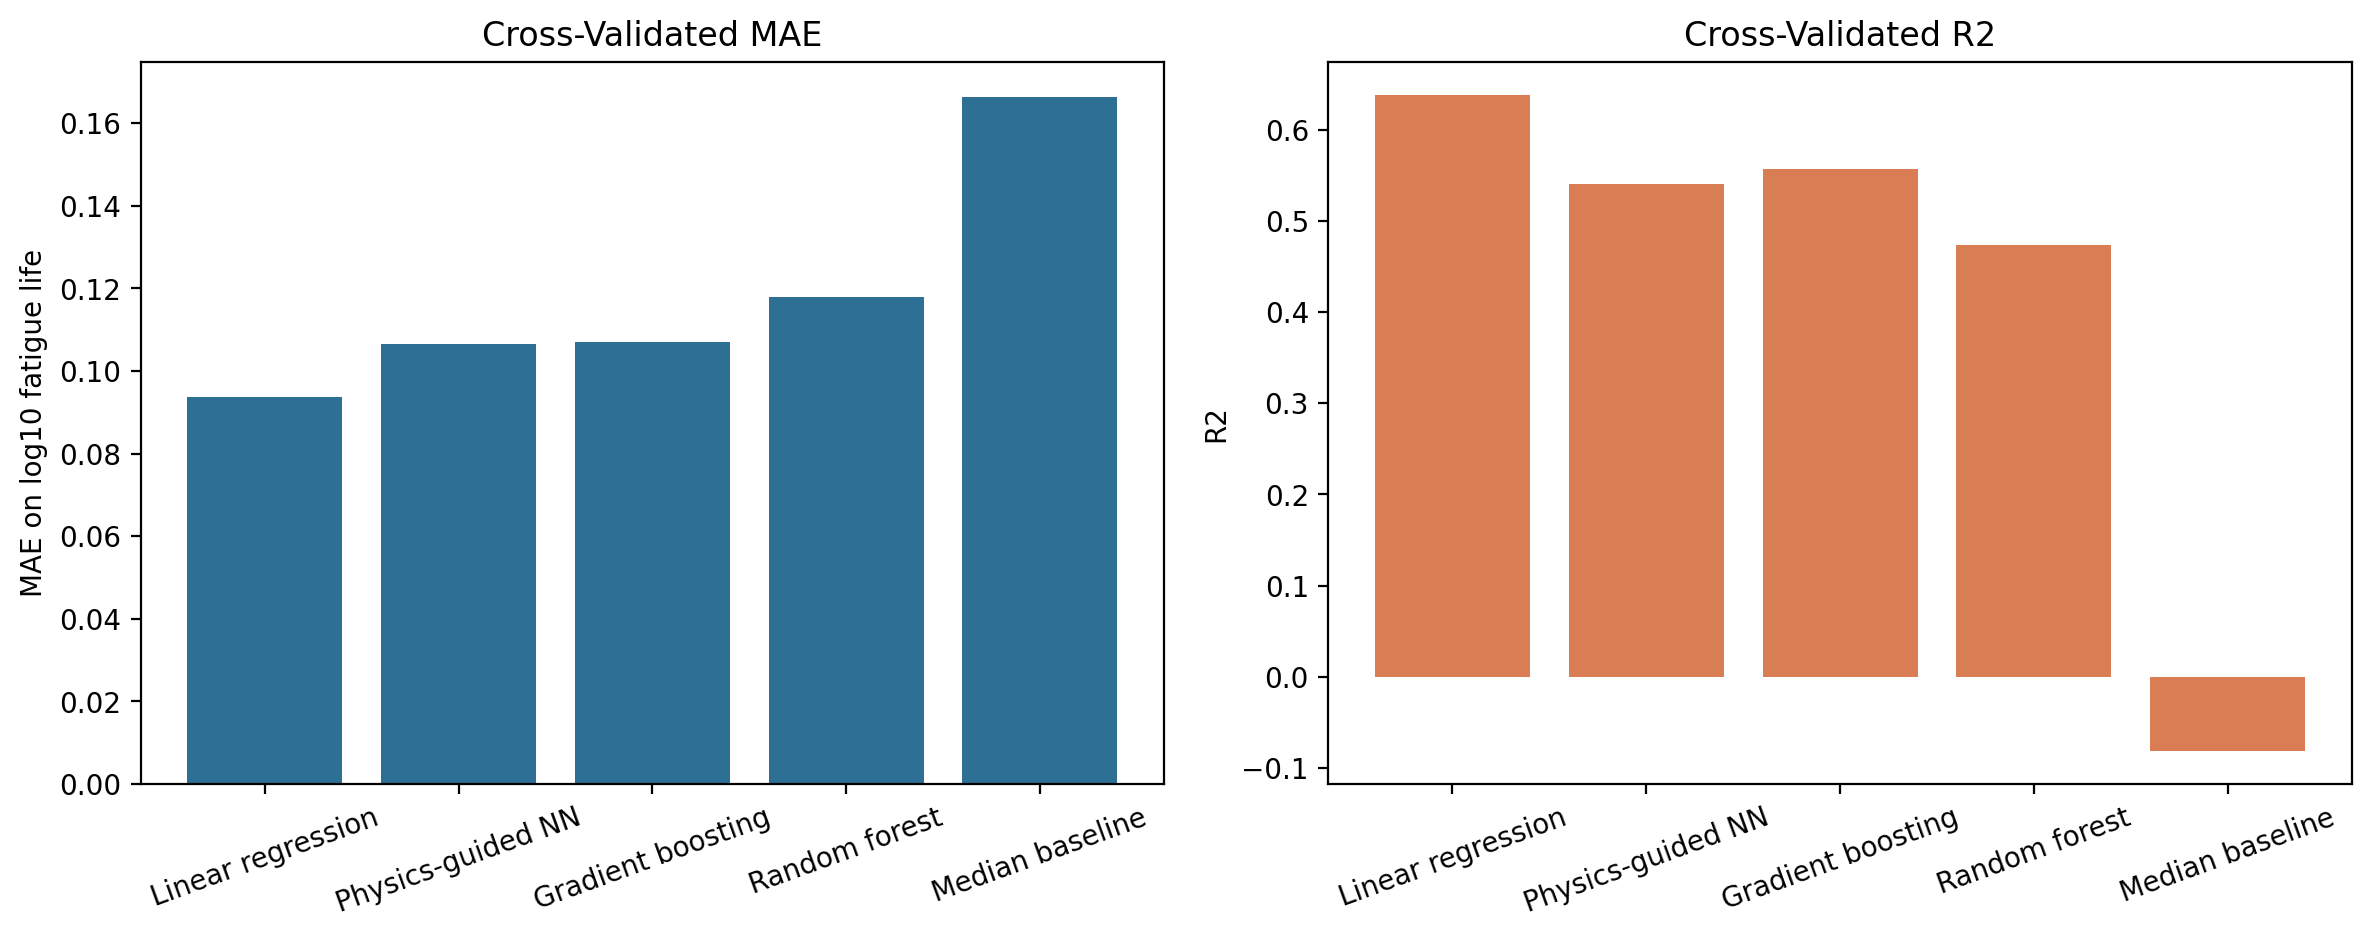 Cross-Validated MAE
MAE on log10 fatigue life
0.16
0.14
0.12
0.10
0.08
0.06
0.04
0.02
0.00
Linear regression
Physics-guided NN
Gradient boosting
Random forest
Median baseline
Cross-Validated R2
R2
0.6
0.5
0.4
0.3
0.2
0.1
0.0
−0.1
Linear regression
Physics-guided NN
Gradient boosting
Random forest
Median baseline